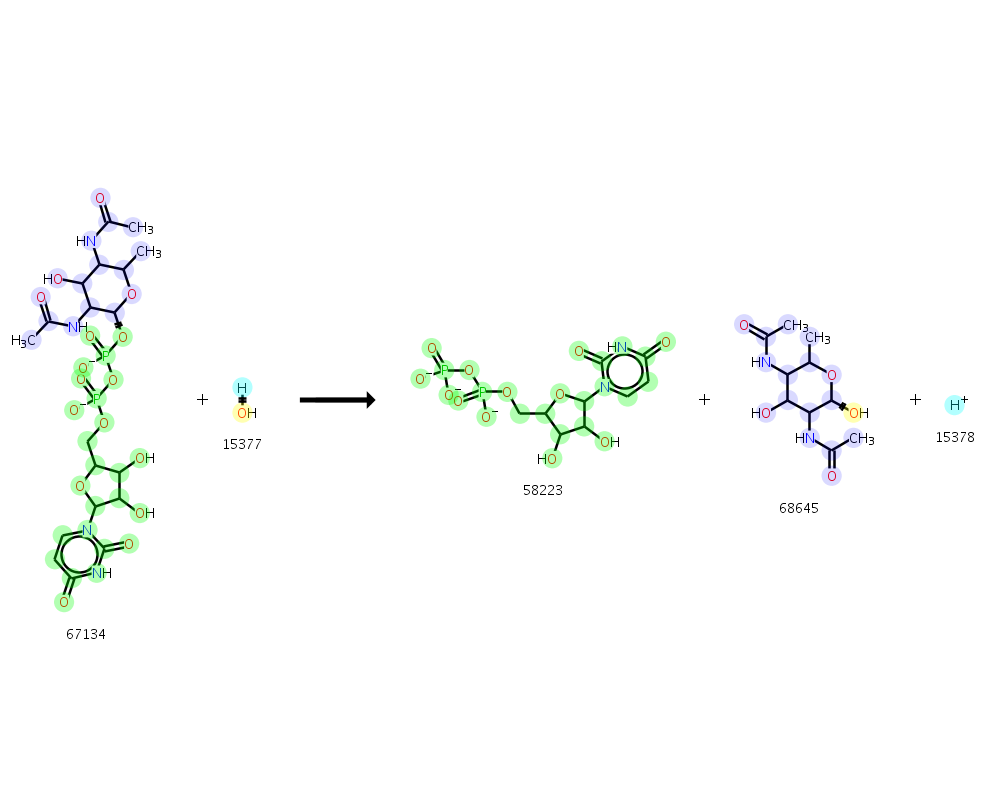 O
CH₃
HN
CH₃
HO
O
O
NH
H₃C
O
O
P
O⁻
O
O
P
O⁻
O
OH
O
OH
N
O
NH
O
67134
+
H
OH
15377
O
P
O⁻
O⁻
O
P
O
O⁻
O
O
HO
OH
N
O
HN
O
58223
+
O
CH₃
HN
CH₃
O
HO
OH
HN
CH₃
O
68645
+
H⁺
15378